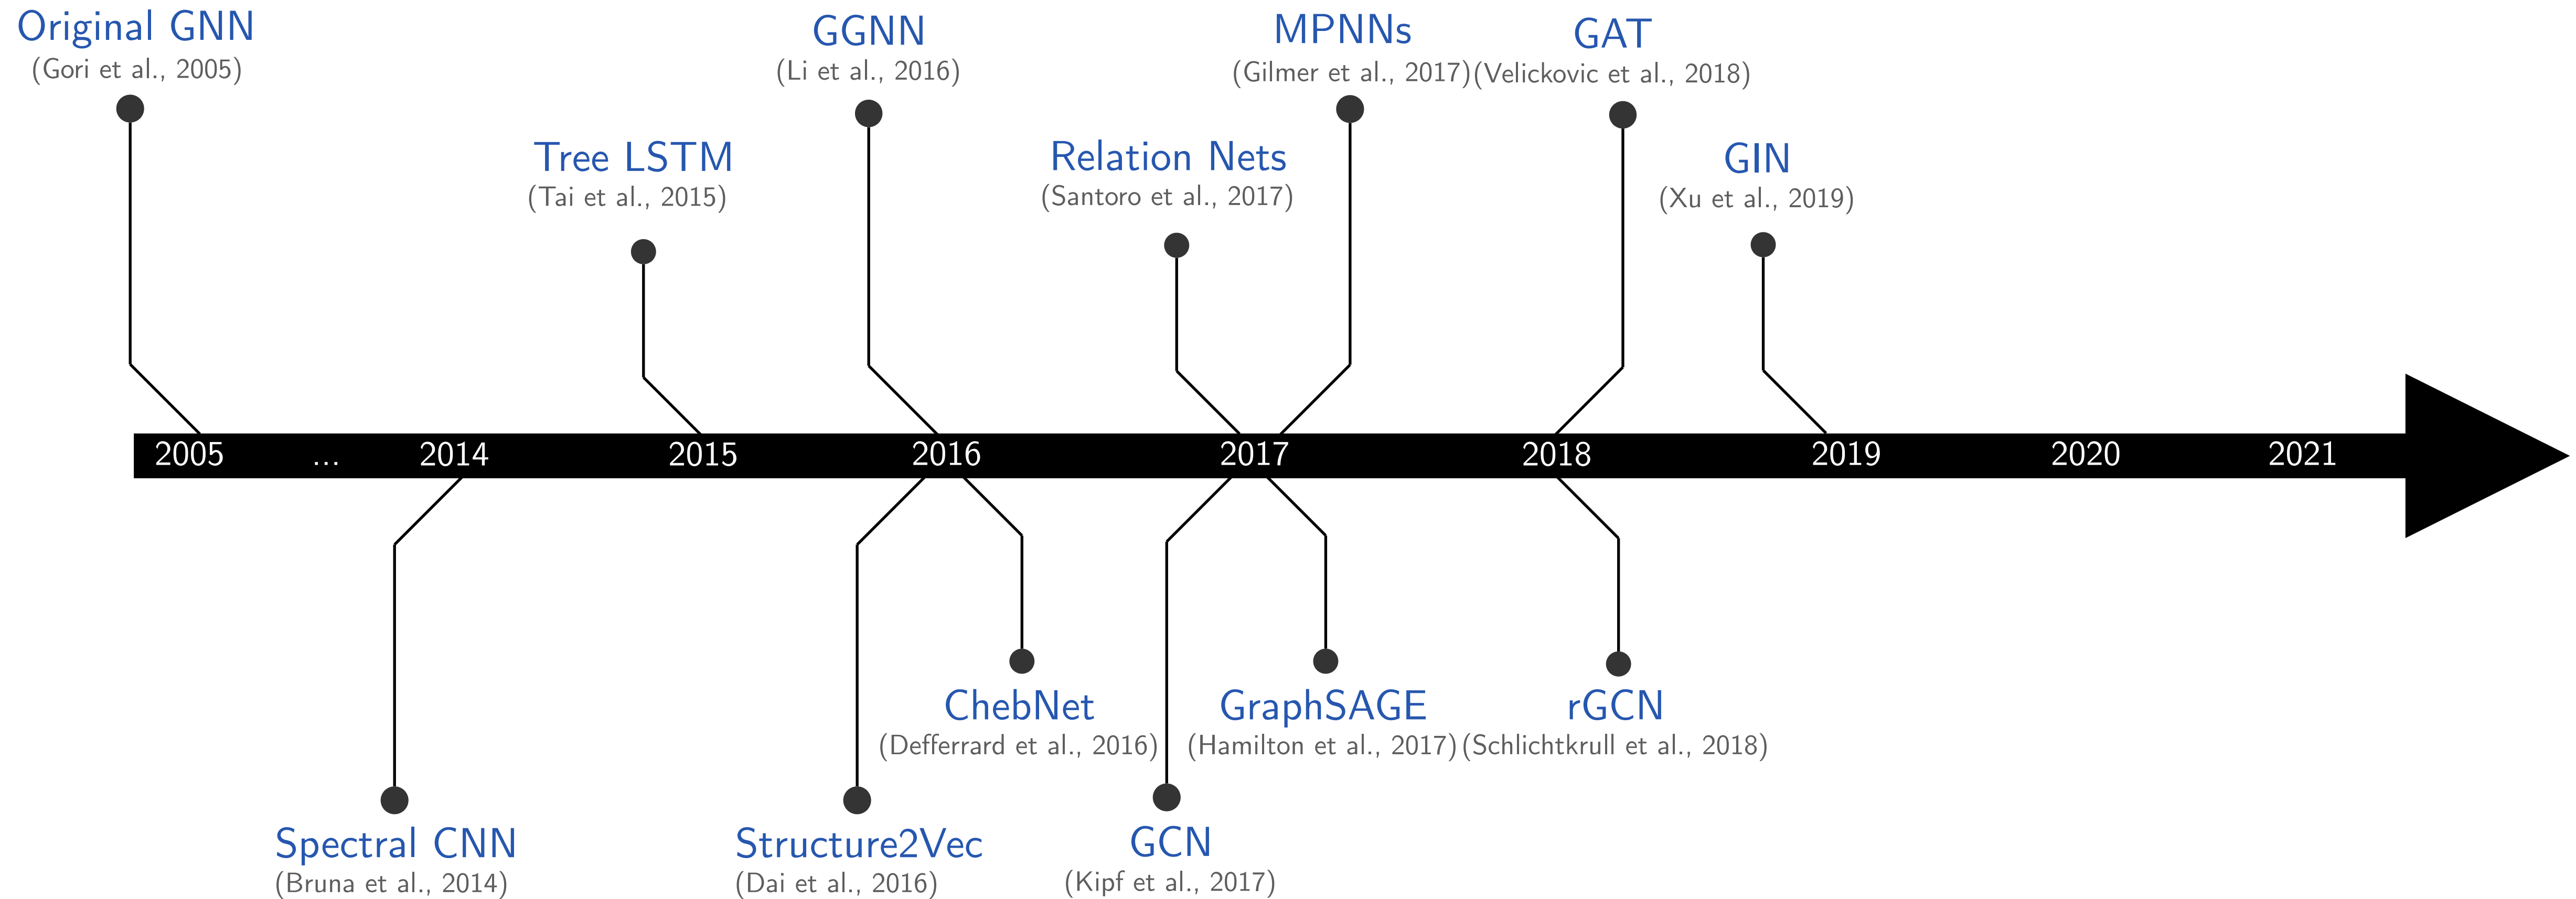 Original GNN
(Gori et al., 2005)
GGNN
(Li et al., 2016)
MPNNs
(Gilmer et al., 2017)
GAT
(Velickovic et al., 2018)
Tree LSTM
(Tai et al., 2015)
Relation Nets
(Santoro et al., 2017)
GIN
(Xu et al., 2019)
2005 ... 2014 2015 2016 2017 2018 2019 2020 2021
ChebNet
(Defferrard et al., 2016)
GraphSAGE
(Hamilton et al., 2017)
rGCN
(Schlichtkrull et al., 2018)
Spectral CNN
(Bruna et al., 2014)
Structure2Vec
(Dai et al., 2016)
GCN
(Kipf et al., 2017)